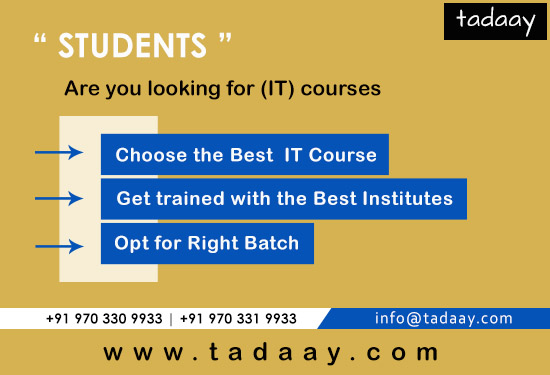 tadaay
“ STUDENTS ”
Are you looking for (IT) courses
Choose the Best IT Course
Get trained with the Best Institutes
Opt for Right Batch
+91 970 330 9933 | +91 970 331 9933
info@tadaay.com
www.tadaay.com